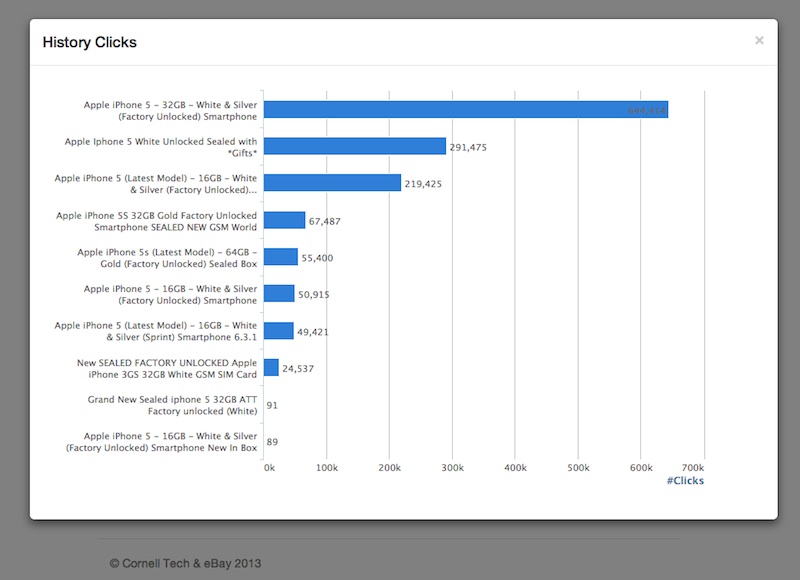 History Clicks
×
Apple iPhone 5 – 32GB – White & Silver
(Factory Unlocked) Smartphone
Apple Iphone 5 White Unlocked Sealed with
*Gifts*
291,475
Apple iPhone 5 (Latest Model) – 16GB – White
& Silver (Factory Unlocked)...
219,425
Apple iPhone 5S 32GB Gold Factory Unlocked
Smartphone SEALED NEW GSM World
67,487
Apple iPhone 5s (Latest Model) – 64GB –
Gold (Factory Unlocked) Sealed Box
55,400
Apple iPhone 5 – 16GB – White & Silver
(Factory Unlocked) Smartphone
50,915
Apple iPhone 5 (Latest Model) – 16GB – White
& Silver (Sprint) Smartphone 6.3.1
49,421
New SEALED FACTORY UNLOCKED Apple
iPhone 3GS 32GB White GSM SIM Card
24,537
Grand New Sealed iphone 5 32GB ATT
Factory unlocked (White)
91
Apple iPhone 5 – 16GB – White & Silver
(Factory Unlocked) Smartphone New In Box
89
0k 100k 200k 300k 400k 500k 600k 700k
#Clicks
© Cornell Tech & eBay 2013